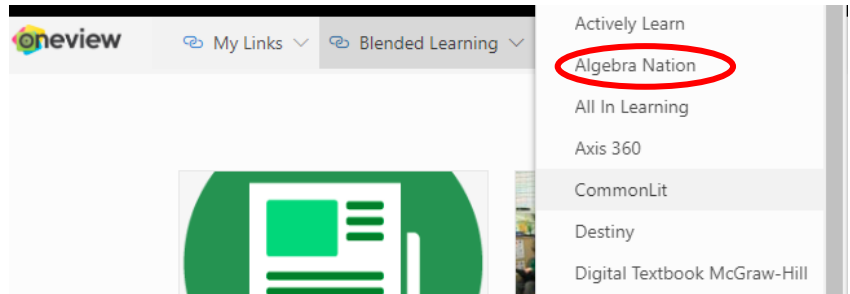 oneview
My Links
Blended Learning
Actively Learn
Algebra Nation
All In Learning
Axis 360
CommonLit
Destiny
Digital Textbook McGraw-Hill